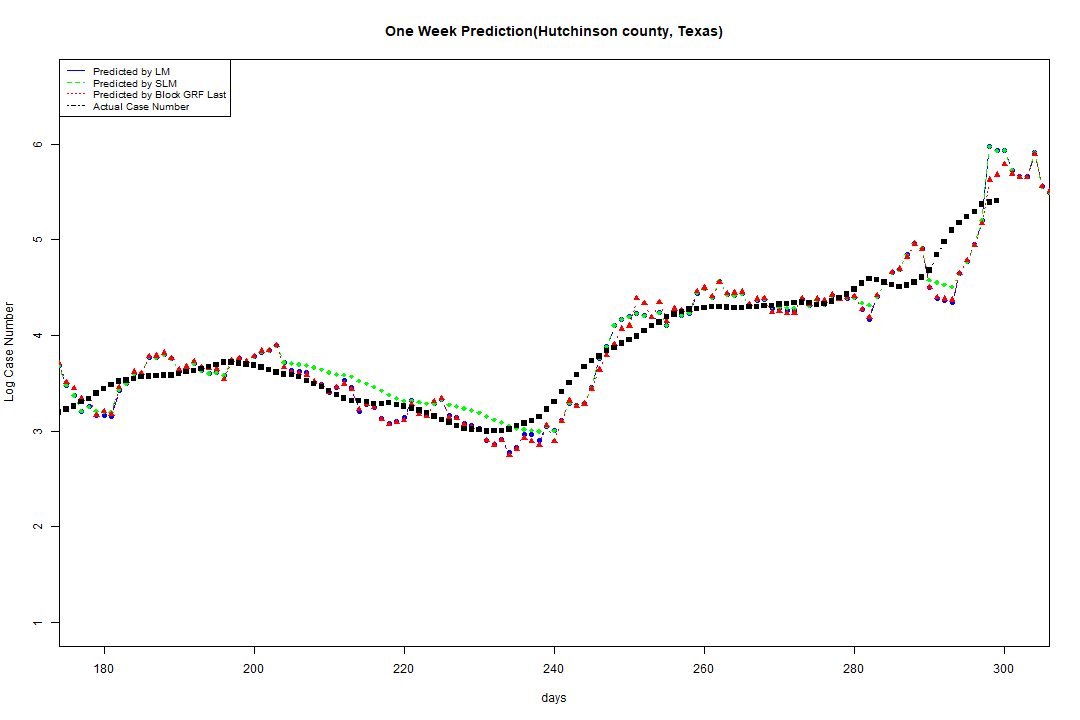 One Week Prediction(Hutchinson county, Texas)
Predicted by LM
Predicted by SLM
Predicted by Block GRF Last
Actual Case Number
Log Case Number
6
5
4
3
2
1
180 200 220 240 260 280 300
days